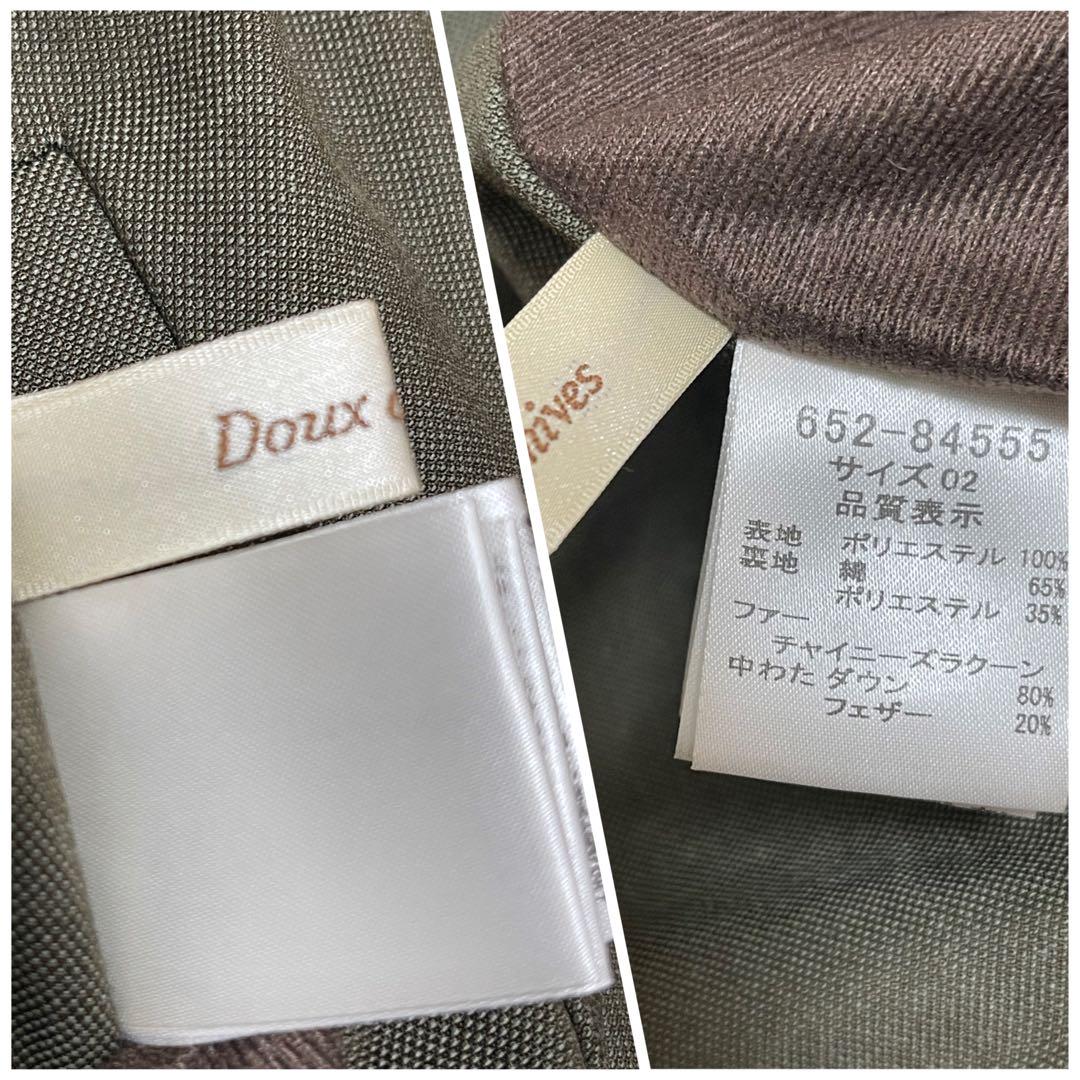 Doux
652-84555
サイズ02
品質表示
表地 ポリエステル 100%
裏地 綿 65%
ポリエステル 35%
ファー
チャイニーズラクーン
中わた ダウン 80%
フェザー 20%